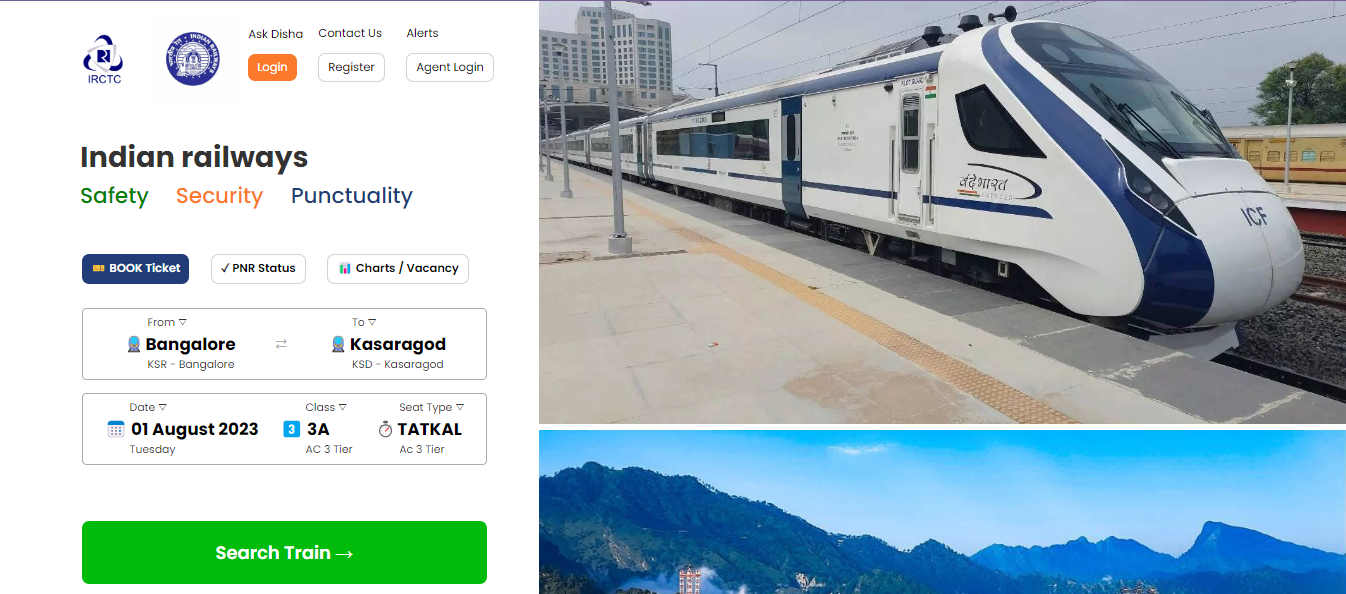 Ask Disha Contact Us Alerts
IRCTC
INDIAN RAILWAYS
Login Register Agent Login
Indian railways
Safety Security Punctuality
BOOK Ticket ✓ PNR Status Charts / Vacancy
From ▽ To ▽
Bangalore ⇄ Kasaragod
KSR - Bangalore KSD - Kasaragod
Date ▽ Class ▽ Seat Type ▽
01 August 2023 3 3A TATKAL
Tuesday AC 3 Tier Ac 3 Tier
Search Train →
वंदे भारत
EXPRESS
ICF